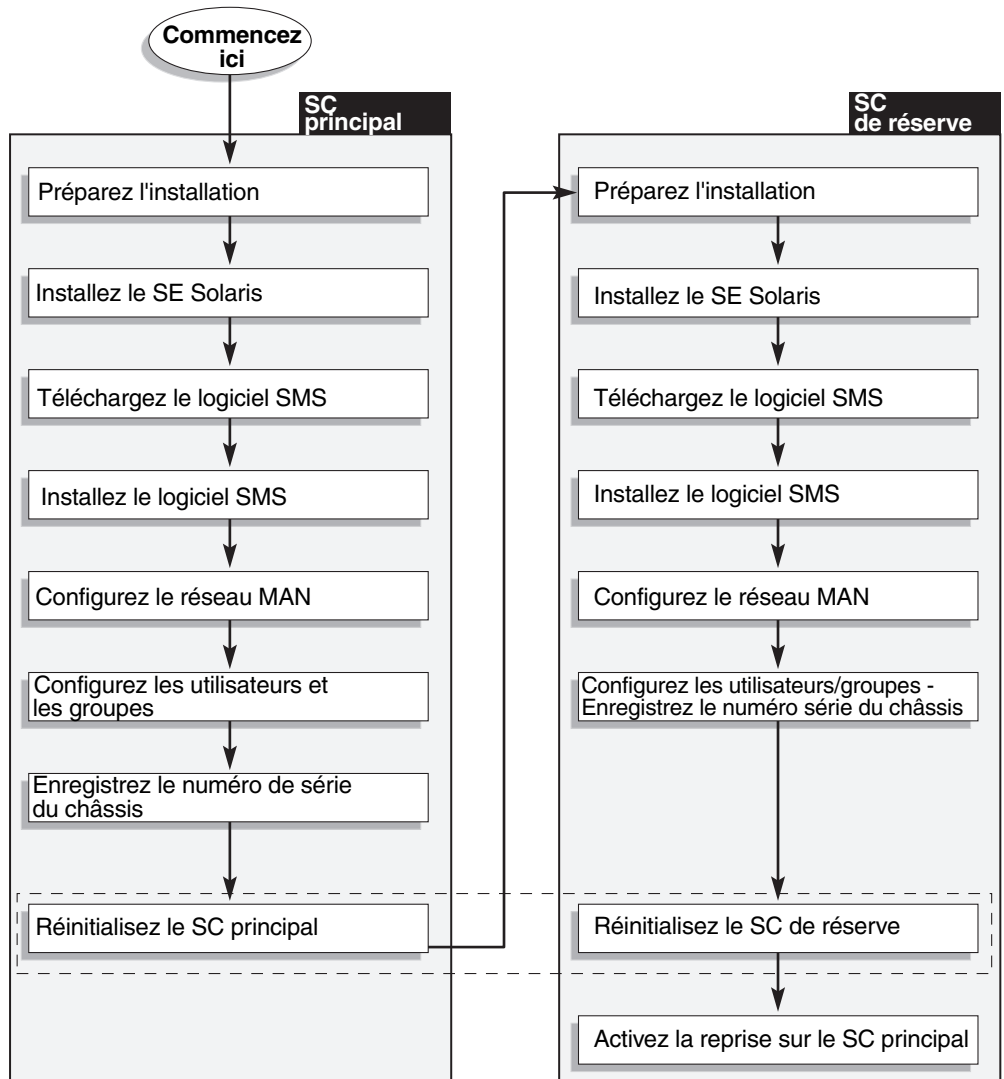 Commencez
ici
SC
principal
Préparez l'installation
Installez le SE Solaris
Téléchargez le logiciel SMS
Installez le logiciel SMS
Configurez le réseau MAN
Configurez les utilisateurs et
les groupes
Enregistrez le numéro de série
du châssis
Réinitialisez le SC principal
SC
de réserve
Préparez l'installation
Installez le SE Solaris
Téléchargez le logiciel SMS
Installez le logiciel SMS
Configurez le réseau MAN
Configurez les utilisateurs/groupes -
Enregistrez le numéro série du châssis
Réinitialisez le SC de réserve
Activez la reprise sur le SC principal